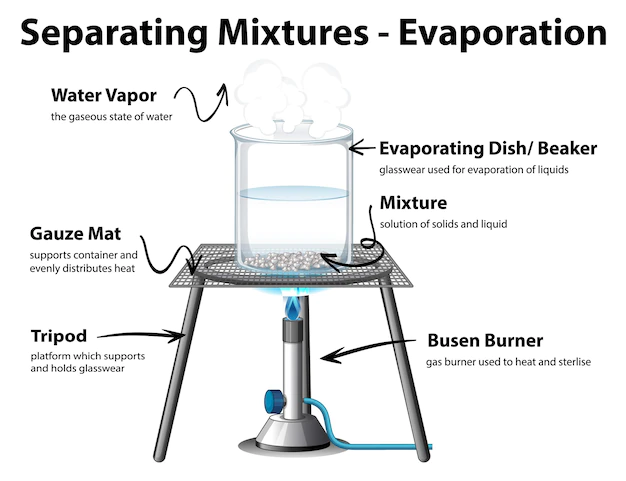 Separating Mixtures - Evaporation
Water Vapor
the gaseous state of water
Evaporating Dish/ Beaker
glasswear used for evaporation of liquids
Mixture
solution of solids and liquid
Gauze Mat
supports container and
evenly distributes heat
Tripod
platform which supports
and holds glasswear
Busen Burner
gas burner used to heat and sterlise